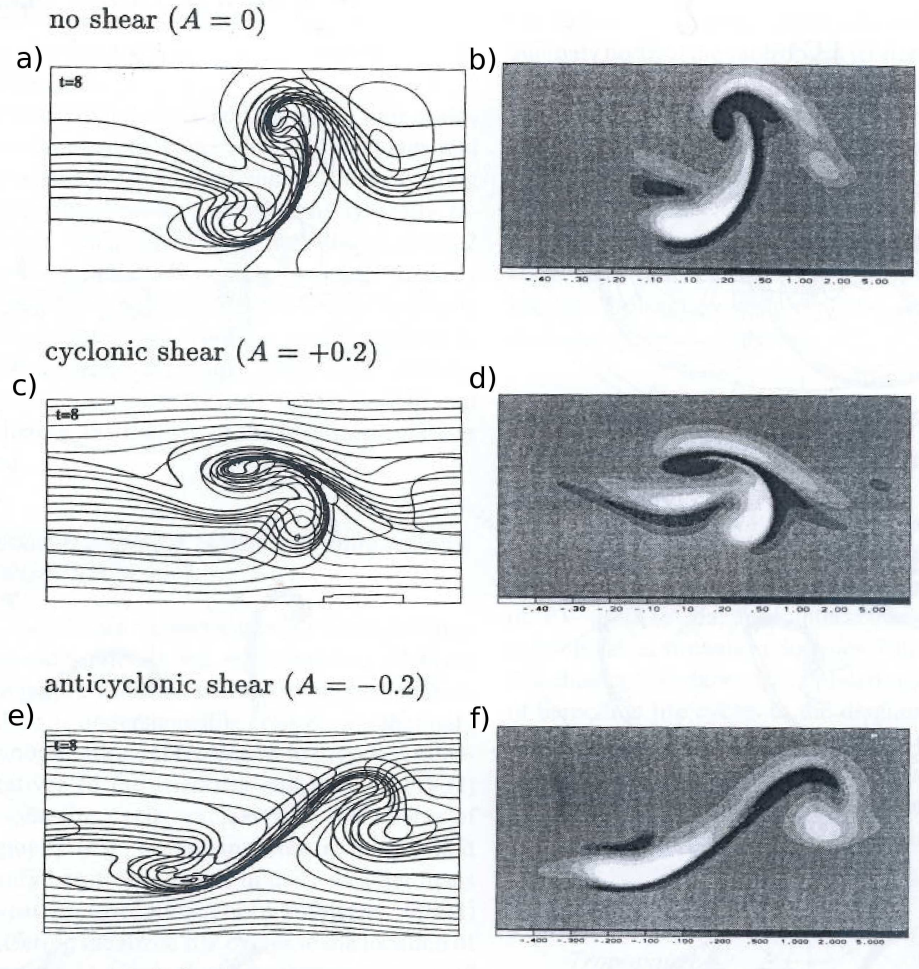 no shear (A = 0)
a)
b)
t=8
-.40 -.30 -.20 -.10 .10 .20 .50 1.00 2.00 5.00
cyclonic shear (A = +0.2)
c)
d)
t=8
-.40 -.30 -.20 -.10 .10 .20 .50 1.00 2.00 5.00
anticyclonic shear (A = −0.2)
e)
f)
t=8
-.400 -.300 -.200 -.100 .100 .200 .500 1.000 2.000 5.000